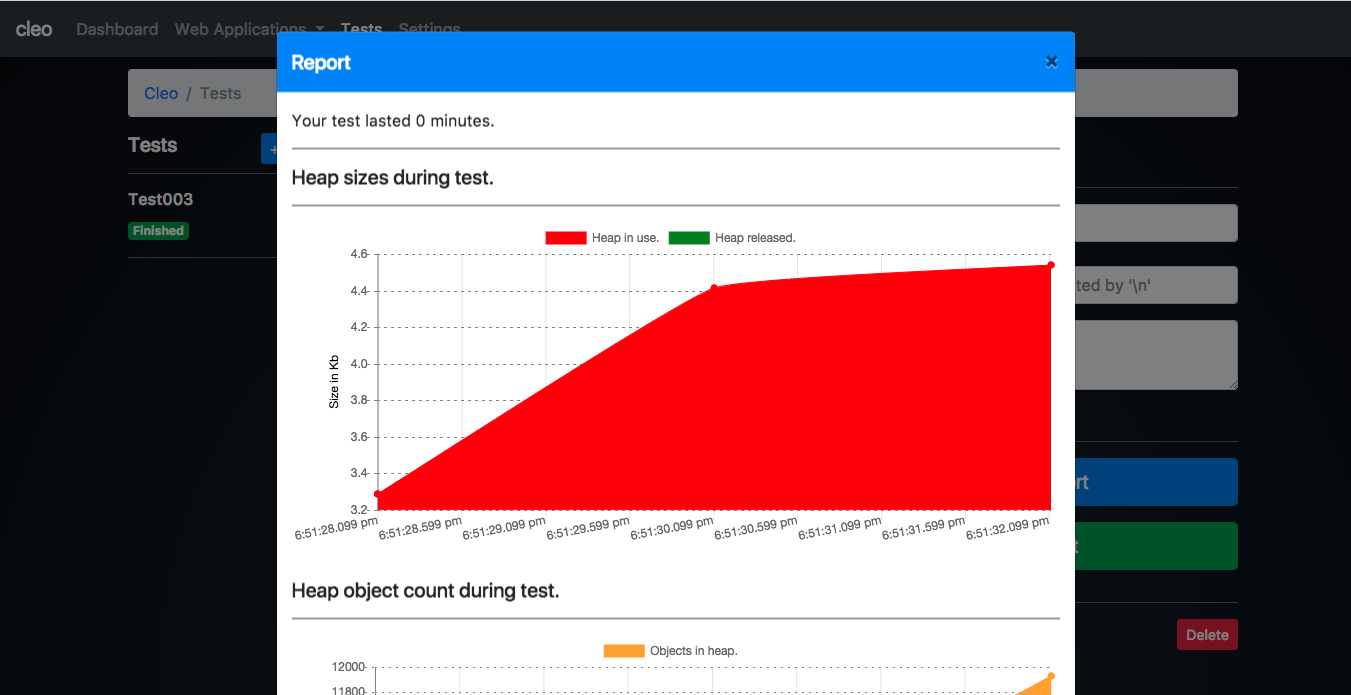 cleo Dashboard Web Applications Tests Settings
Report ×
Cleo / Tests
Your test lasted 0 minutes.
Tests +
Heap sizes during test.
Test003
Finished
Heap in use. Heap released.
4.6
4.4
ted by '\n'
4.2
4.0
3.8
3.6
3.4
3.2
Size in Kb
rt
6:51:28.099 pm 6:51:28.599 pm 6:51:29.099 pm 6:51:29.599 pm 6:51:30.099 pm 6:51:30.599 pm 6:51:31.099 pm 6:51:31.599 pm 6:51:32.099 pm
t
Heap object count during test.
Delete
Objects in heap.
12000
11800